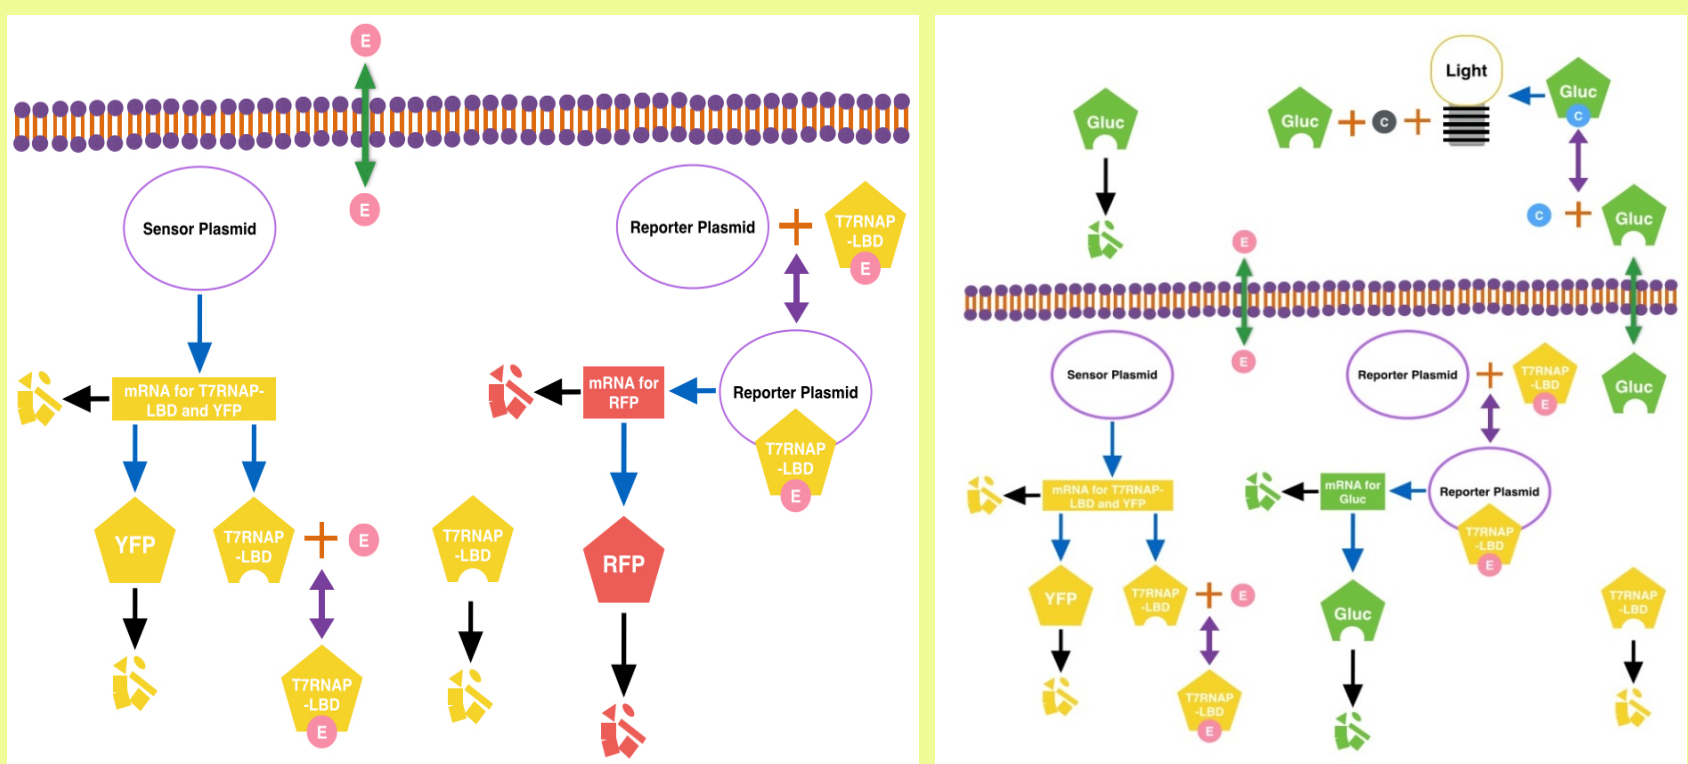 E
E
Sensor Plasmid
Reporter Plasmid
T7RNAP
-LBD
E
mRNA for T7RNAP-
LBD and YFP
mRNA for
RFP
Reporter Plasmid
T7RNAP
-LBD
E
YFP
T7RNAP
-LBD
E
T7RNAP
-LBD
RFP
T7RNAP
-LBD
E
Gluc
Gluc
C
Light
Gluc
C
C
Gluc
E
E
Sensor Plasmid
Reporter Plasmid
T7RNAP
-LBD
E
Gluc
mRNA for T7RNAP-
LBD and YFP
mRNA for
Gluc
Reporter Plasmid
T7RNAP
-LBD
E
YFP
T7RNAP
-LBD
E
Gluc
T7RNAP
-LBD
T7RNAP
-LBD
E